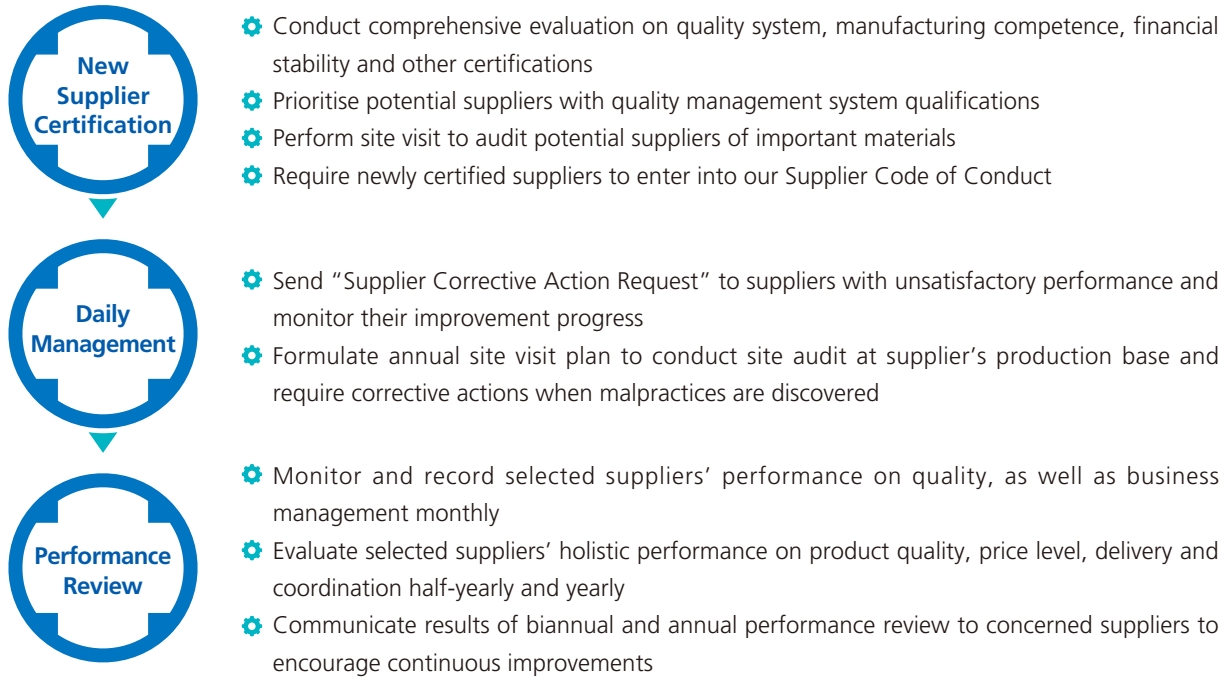 New
Supplier
Certification
Conduct comprehensive evaluation on quality system, manufacturing competence, financial
stability and other certifications
Prioritise potential suppliers with quality management system qualifications
Perform site visit to audit potential suppliers of important materials
Require newly certified suppliers to enter into our Supplier Code of Conduct
Daily
Management
Send “Supplier Corrective Action Request” to suppliers with unsatisfactory performance and
monitor their improvement progress
Formulate annual site visit plan to conduct site audit at supplier’s production base and
require corrective actions when malpractices are discovered
Performance
Review
Monitor and record selected suppliers’ performance on quality, as well as business
management monthly
Evaluate selected suppliers’ holistic performance on product quality, price level, delivery and
coordination half-yearly and yearly
Communicate results of biannual and annual performance review to concerned suppliers to
encourage continuous improvements